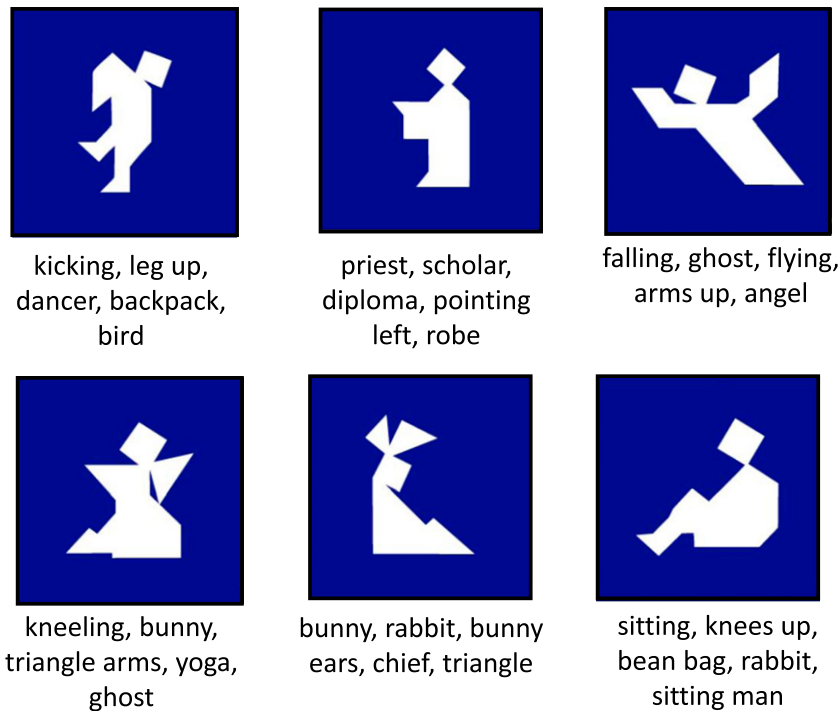 kicking, leg up,
dancer, backpack,
bird
priest, scholar,
diploma, pointing
left, robe
falling, ghost, flying,
arms up, angel
kneeling, bunny,
triangle arms, yoga,
ghost
bunny, rabbit, bunny
ears, chief, triangle
sitting, knees up,
bean bag, rabbit,
sitting man